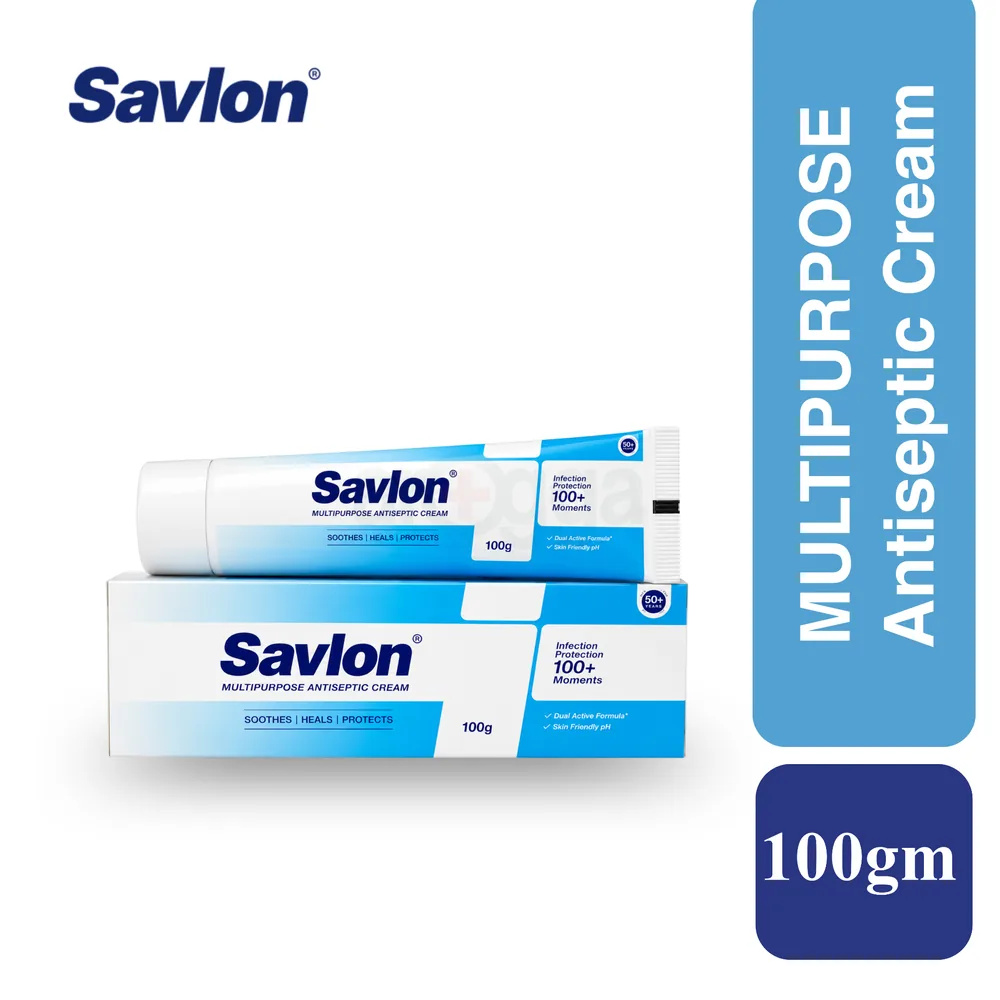 Savlon®
MULTIPURPOSE
Antiseptic Cream
Savlon®
MULTIPURPOSE ANTISEPTIC CREAM
SOOTHES | HEALS | PROTECTS
100g
50+
YEARS
Infection
Protection
100+
Moments
✓ Dual Active Formula*
✓ Skin Friendly pH
Savlon®
MULTIPURPOSE ANTISEPTIC CREAM
SOOTHES | HEALS | PROTECTS
100g
50+
YEARS
Infection
Protection
100+
Moments
✓ Dual Active Formula*
✓ Skin Friendly pH
100gm